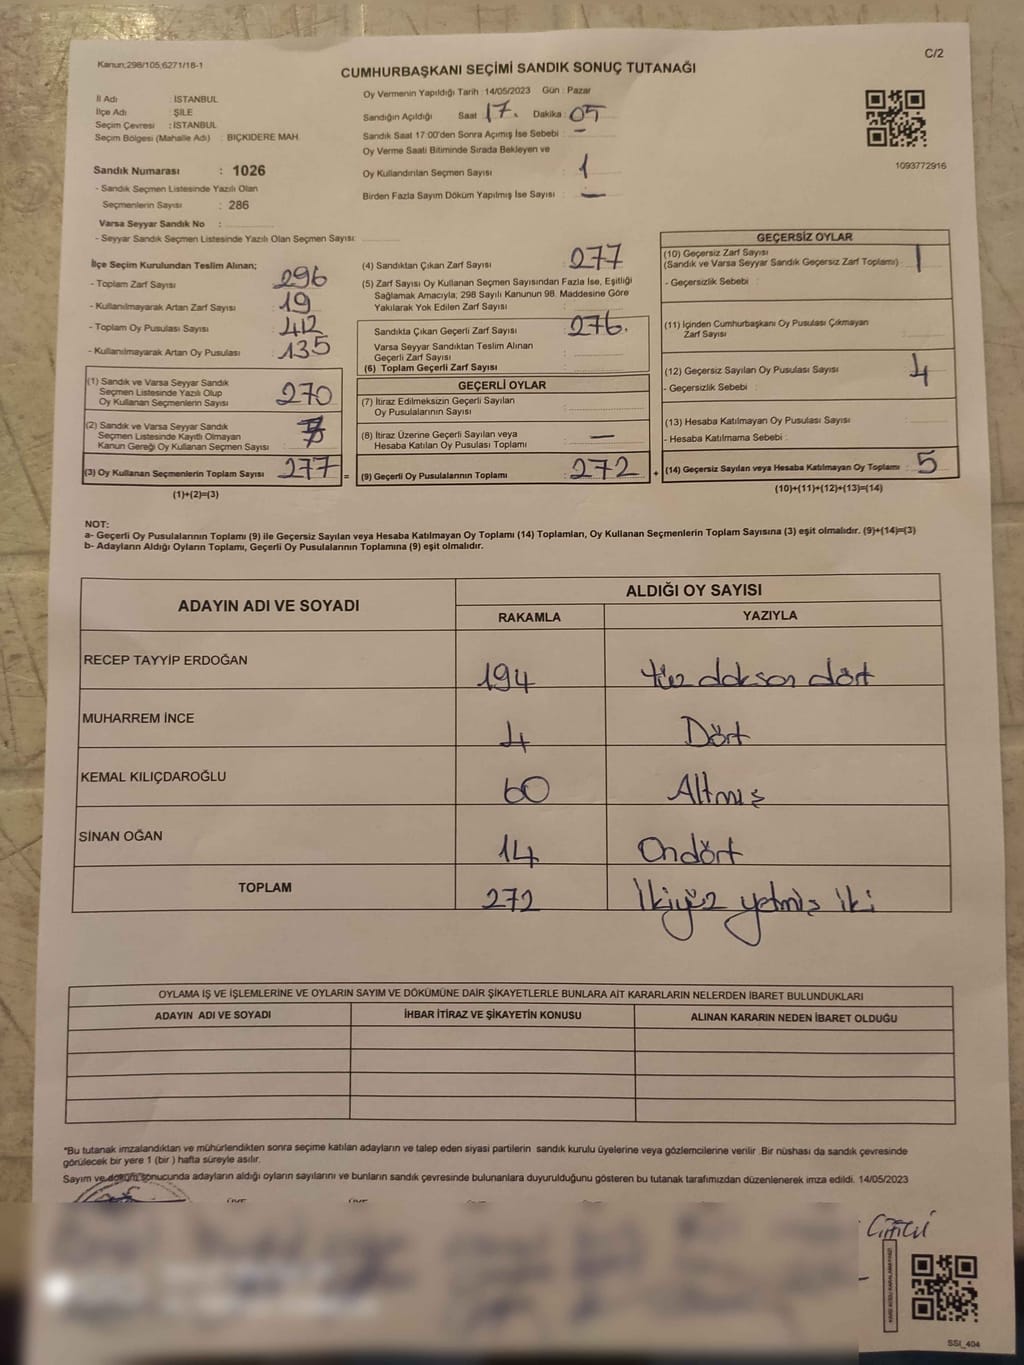 C/2
Kanun;298/105,6271/18-1
CUMHURBAŞKANI SEÇİMİ SANDIK SONUÇ TUTANAĞI
İl Adı : İSTANBUL
İlçe Adı : ŞİLE
Seçim Çevresi : İSTANBUL
Seçim Bölgesi (Mahalle Adı) : BIÇKIDERE MAH.
Sandık Numarası : 1026
- Sandık Seçmen Listesinde Yazılı Olan
Seçmenlerin Sayısı : 286
Varsa Seyyar Sandık No :
- Seyyar Sandık Seçmen Listesinde Yazılı Olan Seçmen Sayısı:
Oy Vermenin Yapıldığı Tarih : 14/05/2023 Gün : Pazar
Sandığın Açıldığı Saat 17. Dakika : 05
Sandık Saat 17:00'den Sonra Açımış İse Sebebi : –
Oy Verme Saati Bitiminde Sırada Bekleyen ve
Oy Kullandırılan Seçmen Sayısı : 1
Birden Fazla Sayım Döküm Yapılmış İse Sayısı : –
1093772916
İlçe Seçim Kurulundan Teslim Alınan;
- Toplam Zarf Sayısı : 296
- Kullanılmayarak Artan Zarf Sayısı : 19
- Toplam Oy Pusulası Sayısı : 412
- Kullanılmayarak Artan Oy Pusulası : 135
(1) Sandık ve Varsa Seyyar Sandık
Seçmen Listesinde Yazılı Olup
Oy Kullanan Seçmenlerin Sayısı : 270
(2) Sandık ve Varsa Seyyar Sandık
Seçmen Listesinde Kayıtlı Olmayan
Kanun Gereği Oy Kullanan Seçmen Sayısı : 7
(3) Oy Kullanan Seçmenlerin Toplam Sayısı : 277 =
(1)+(2)=(3)
(4) Sandıktan Çıkan Zarf Sayısı : 277
(5) Zarf Sayısı Oy Kullanan Seçmen Sayısından Fazla İse, Eşitliği
Sağlamak Amacıyla; 298 Sayılı Kanunun 98. Maddesine Göre
Yakılarak Yok Edilen Zarf Sayısı :
Sandıkta Çıkan Geçerli Zarf Sayısı : 276.
Varsa Seyyar Sandıktan Teslim Alınan
Geçerli Zarf Sayısı :
(6) Toplam Geçerli Zarf Sayısı :
GEÇERLİ OYLAR
(7) İtiraz Edilmeksizin Geçerli Sayılan
Oy Pusulalarının Sayısı :
(8) İtiraz Üzerine Geçerli Sayılan veya
Hesaba Katılan Oy Pusulası Toplamı : –
(9) Geçerli Oy Pusulalarının Toplamı : 272 +
GEÇERSİZ OYLAR
(10) Geçersiz Zarf Sayısı
(Sandık ve Varsa Seyyar Sandık Geçersiz Zarf Toplamı) : 1
- Geçersizlik Sebebi :
(11) İçinden Cumhurbaşkanı Oy Pusulası Çıkmayan
Zarf Sayısı :
(12) Geçersiz Sayılan Oy Pusulası Sayısı : 4
- Geçersizlik Sebebi :
(13) Hesaba Katılmayan Oy Pusulası Sayısı :
- Hesaba Katılmama Sebebi :
(14) Geçersiz Sayılan veya Hesaba Katılmayan Oy Toplamı : 5
(10)+(11)+(12)+(13)=(14)
NOT:
a- Geçerli Oy Pusulalarının Toplamı (9) ile Geçersiz Sayılan veya Hesaba Katılmayan Oy Toplamı (14) Toplamları, Oy Kullanan Seçmenlerin Toplam Sayısına (3) eşit olmalıdır. (9)+(14)=(3)
b- Adayların Aldığı Oyların Toplamı, Geçerli Oy Pusulalarının Toplamına (9) eşit olmalıdır.
ADAYIN ADI VE SOYADI ALDIĞI OY SAYISI
RAKAMLA YAZIYLA
RECEP TAYYİP ERDOĞAN 194 Yüz doksan dört
MUHARREM İNCE 4 Dört
KEMAL KILIÇDAROĞLU 60 Altmış
SİNAN OĞAN 14 Ondört
TOPLAM 272 İkiyüz yetmiş iki
OYLAMA İŞ VE İŞLEMLERİNE VE OYLARIN SAYIM VE DÖKÜMÜNE DAİR ŞİKAYETLERLE BUNLARA AİT KARARLARIN NELERDEN İBARET BULUNDUKLARI
ADAYIN ADI VE SOYADI İHBAR İTİRAZ VE ŞİKAYETİN KONUSU ALINAN KARARIN NEDEN İBARET OLDUĞU
*Bu tutanak imzalandıktan ve mühürlendikten sonra seçime katılan adayların ve talep eden siyasi partilerin sandık kurulu üyelerine veya gözlemcilerine verilir .Bir nüshası da sandık çevresinde
görülecek bir yere 1 (bir ) hafta süreyle asılır.
Sayım ve döküm sonucunda adayların aldığı oyların sayılarını ve bunların sandık çevresinde bulunanlara duyurulduğunu gösteren bu tutanak tarafımızdan düzenlenerek imza edildi. 14/05/2023
SSI_404